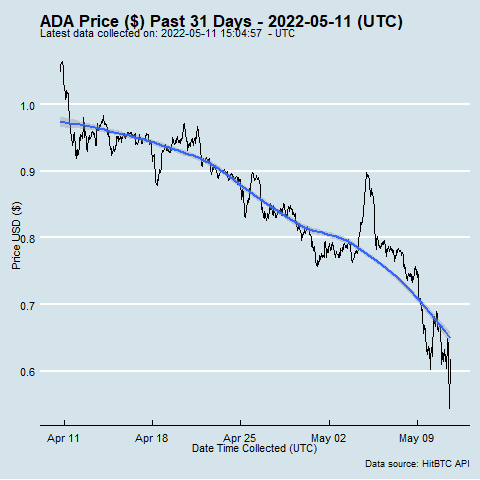 ADA Price ($) Past 31 Days - 2022-05-11 (UTC)
Latest data collected on: 2022-05-11 15:04:57  - UTC
Price USD ($)
1.0
0.9
0.8
0.7
0.6
Apr 11
Apr 18
Apr 25
May 02
May 09
Date Time Collected (UTC)
Data source: HitBTC API